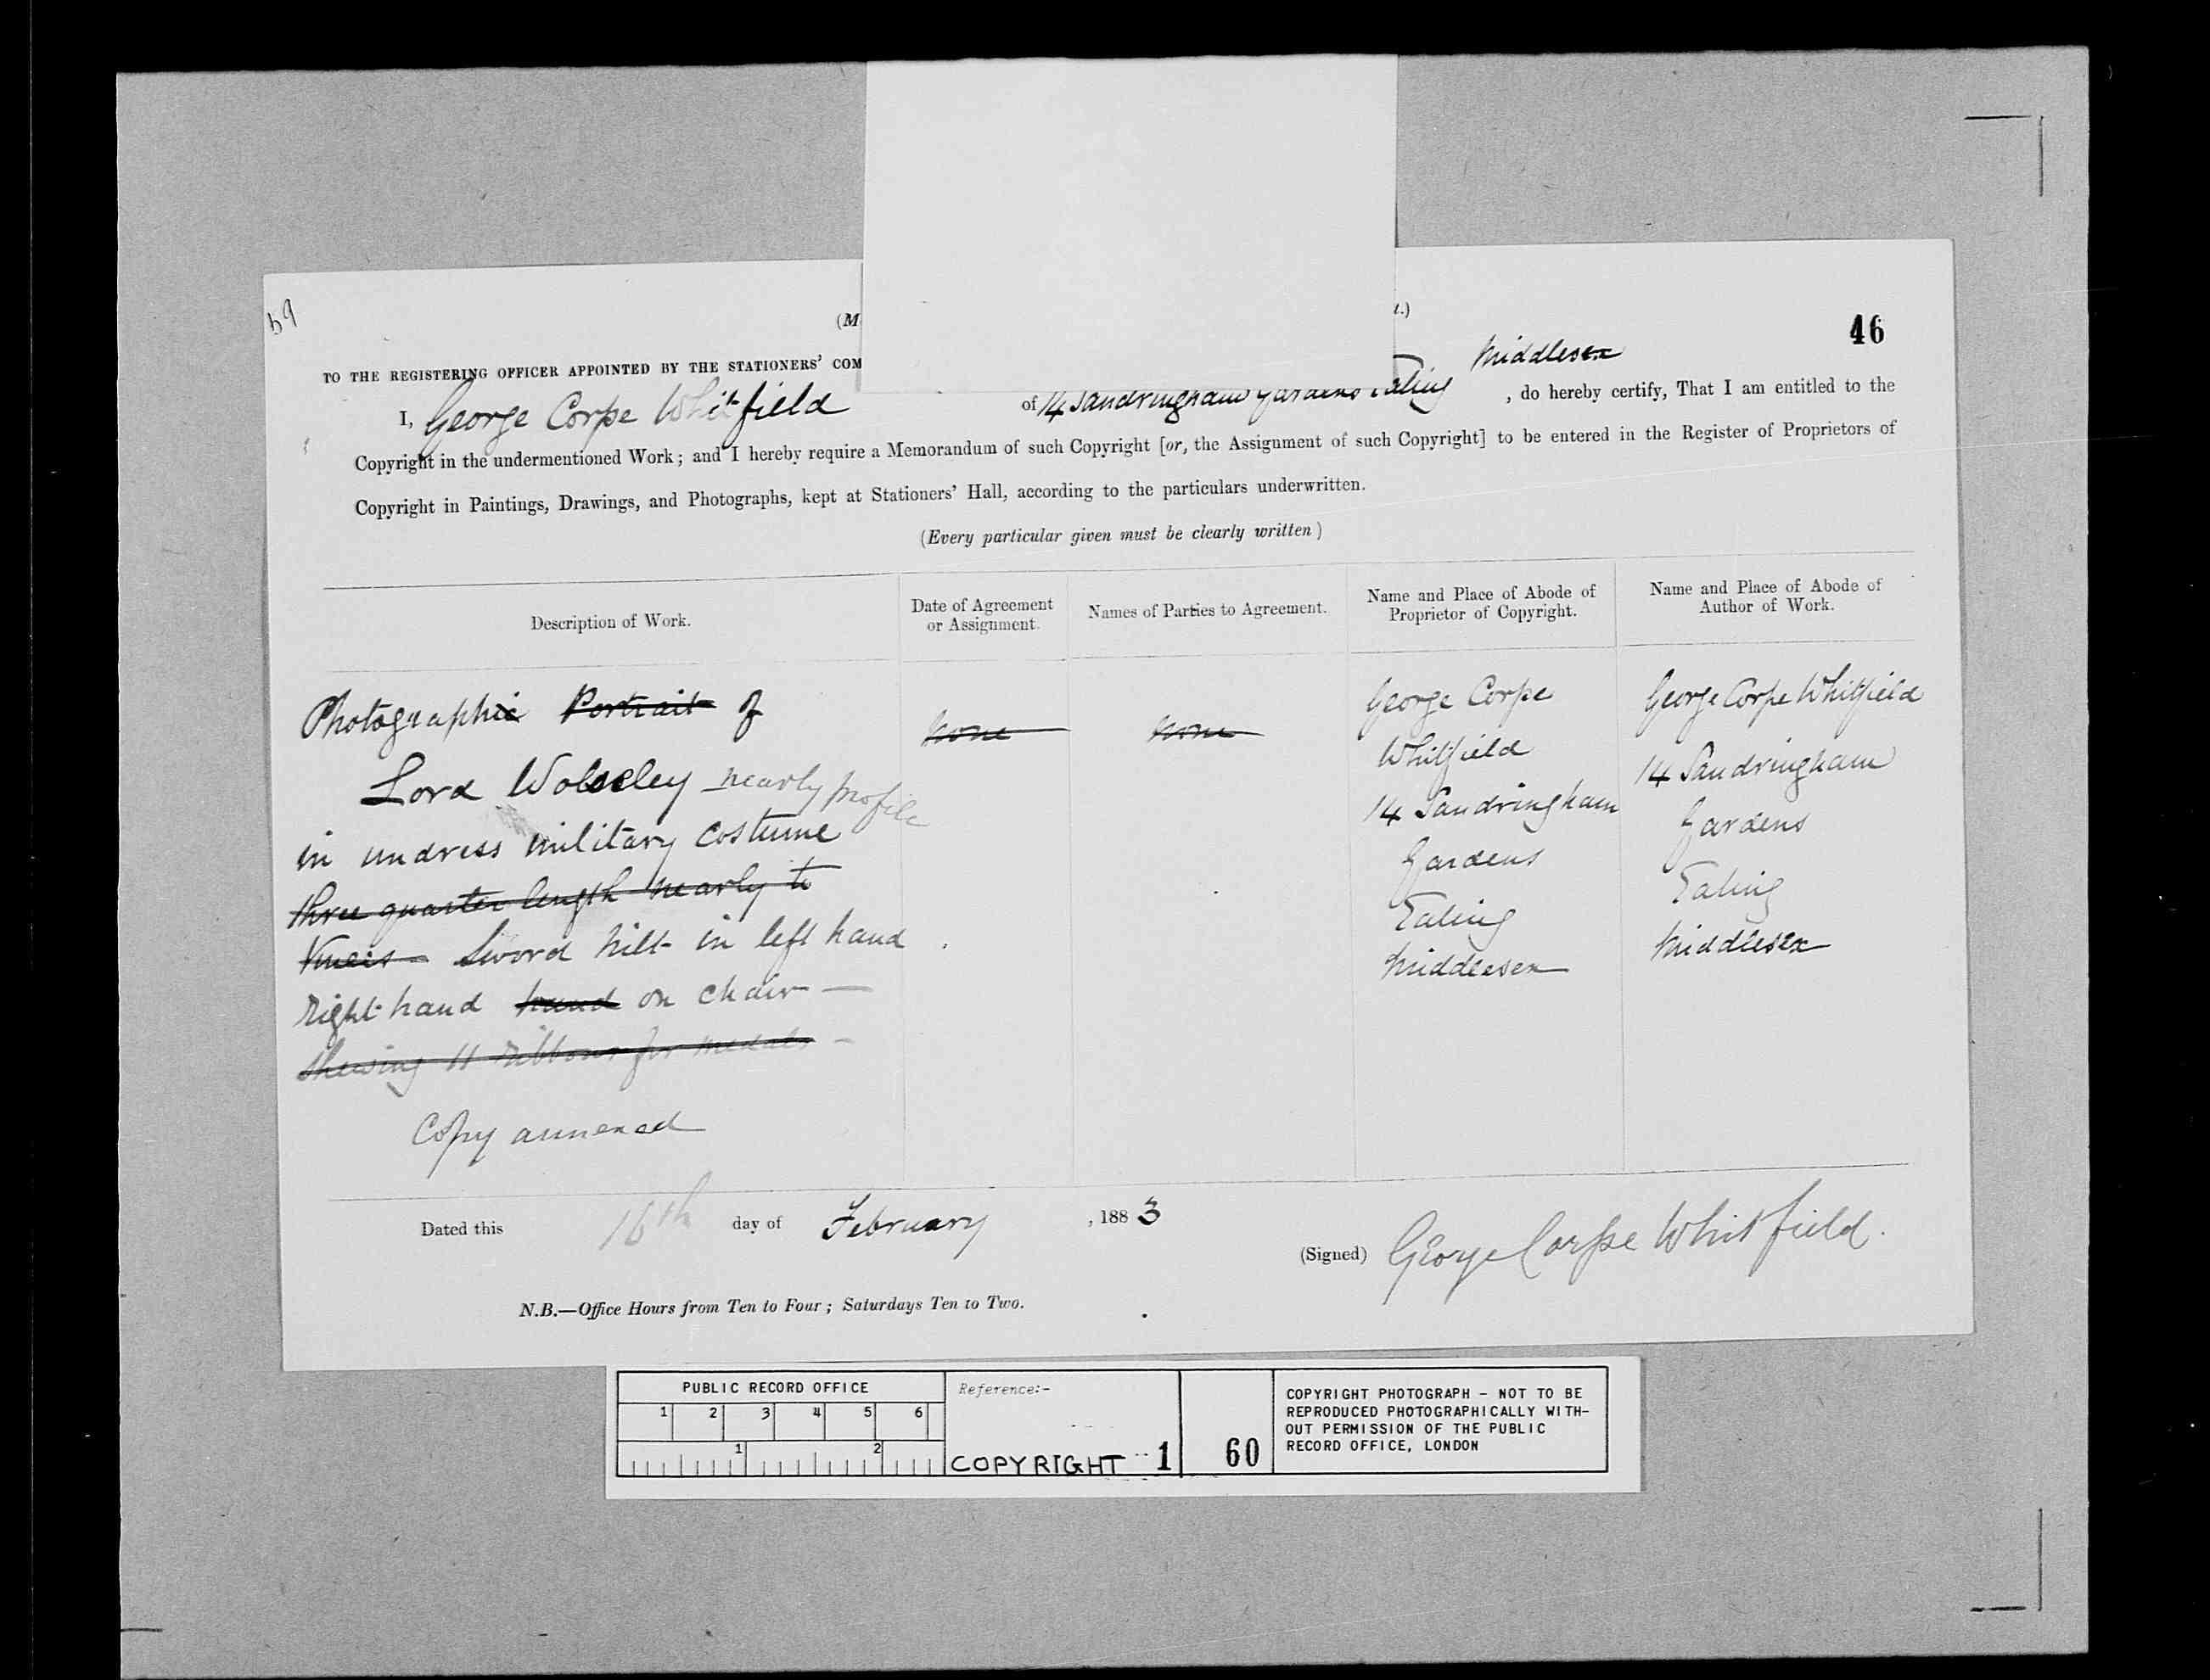 59
(M
t.)
46
TO THE REGISTERING OFFICER APPOINTED BY THE STATIONERS' COM
Middlesex
I, George Corpe Whitfield of 14 Sandringham Gardens Ealing , do hereby certify, That I am entitled to the
Copyright in the undermentioned Work; and I hereby require a Memorandum of such Copyright [or, the Assignment of such Copyright] to be entered in the Register of Proprietors of
Copyright in Paintings, Drawings, and Photographs, kept at Stationers' Hall, according to the particulars underwritten.
(Every particular given must be clearly written)
Description of Work.
Date of Agreement
or Assignment.
Names of Parties to Agreement.
Name and Place of Abode of
Proprietor of Copyright.
Name and Place of Abode of
Author of Work.
Photographic Portrait of
Lord Wolseley nearly profile
in undress military costume
three quarter length nearly to
Knees Sword hilt in left hand
right hand hand on chair —
shewing 11 ribbons for medals —
Copy annexed
None
None
George Corpe
Whitfield
14 Sandringham
Gardens
Ealing
Middlesex
George Corpe Whitfield
14 Sandringham
Gardens
Ealing
Middlesex
Dated this 16th day of February , 1883
(Signed) George Corpe Whitfield.
N.B.—Office Hours from Ten to Four; Saturdays Ten to Two.
PUBLIC RECORD OFFICE
1 2 3 4 5 6
1 2
Reference:-
COPYRIGHT 1
60
COPYRIGHT PHOTOGRAPH - NOT TO BE
REPRODUCED PHOTOGRAPHICALLY WITH-
OUT PERMISSION OF THE PUBLIC
RECORD OFFICE, LONDON